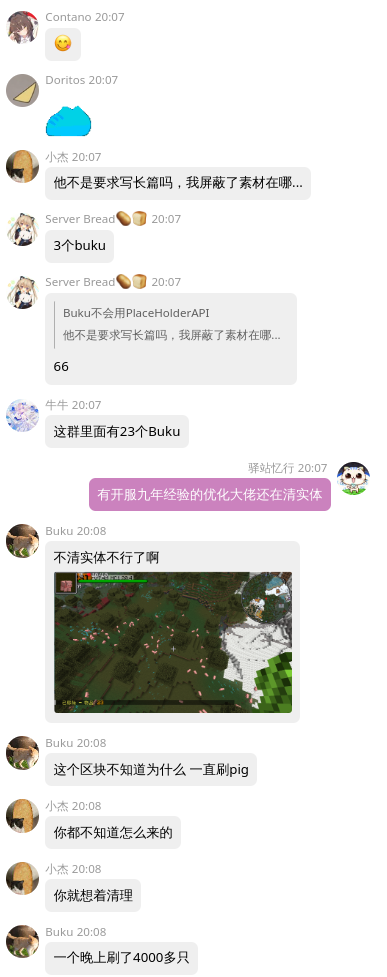 Contano 20:07
😋
Doritos 20:07
小杰 20:07
他不是要求写长篇吗，我屏蔽了素材在哪...
Server Bread🥖🍞 20:07
3个buku
Server Bread🥖🍞 20:07
Buku不会用PlaceHolderAPI
他不是要求写长篇吗，我屏蔽了素材在哪...
66
牛牛 20:07
这群里面有23个Buku
驿站忆行 20:07
有开服九年经验的优化大佬还在清实体
Buku 20:08
不清实体不行了啊
Buku 20:08
这个区块不知道为什么 一直刷pig
小杰 20:08
你都不知道怎么来的
小杰 20:08
你就想着清理
Buku 20:08
一个晚上刷了4000多只